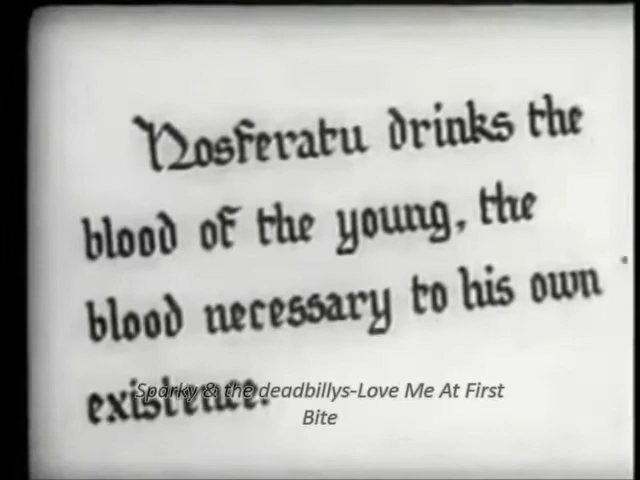 Nosferatu drinks the
blood of the young, the
blood necessary to his own
existence.
Sparky & the deadbillys-Love Me At First
Bite